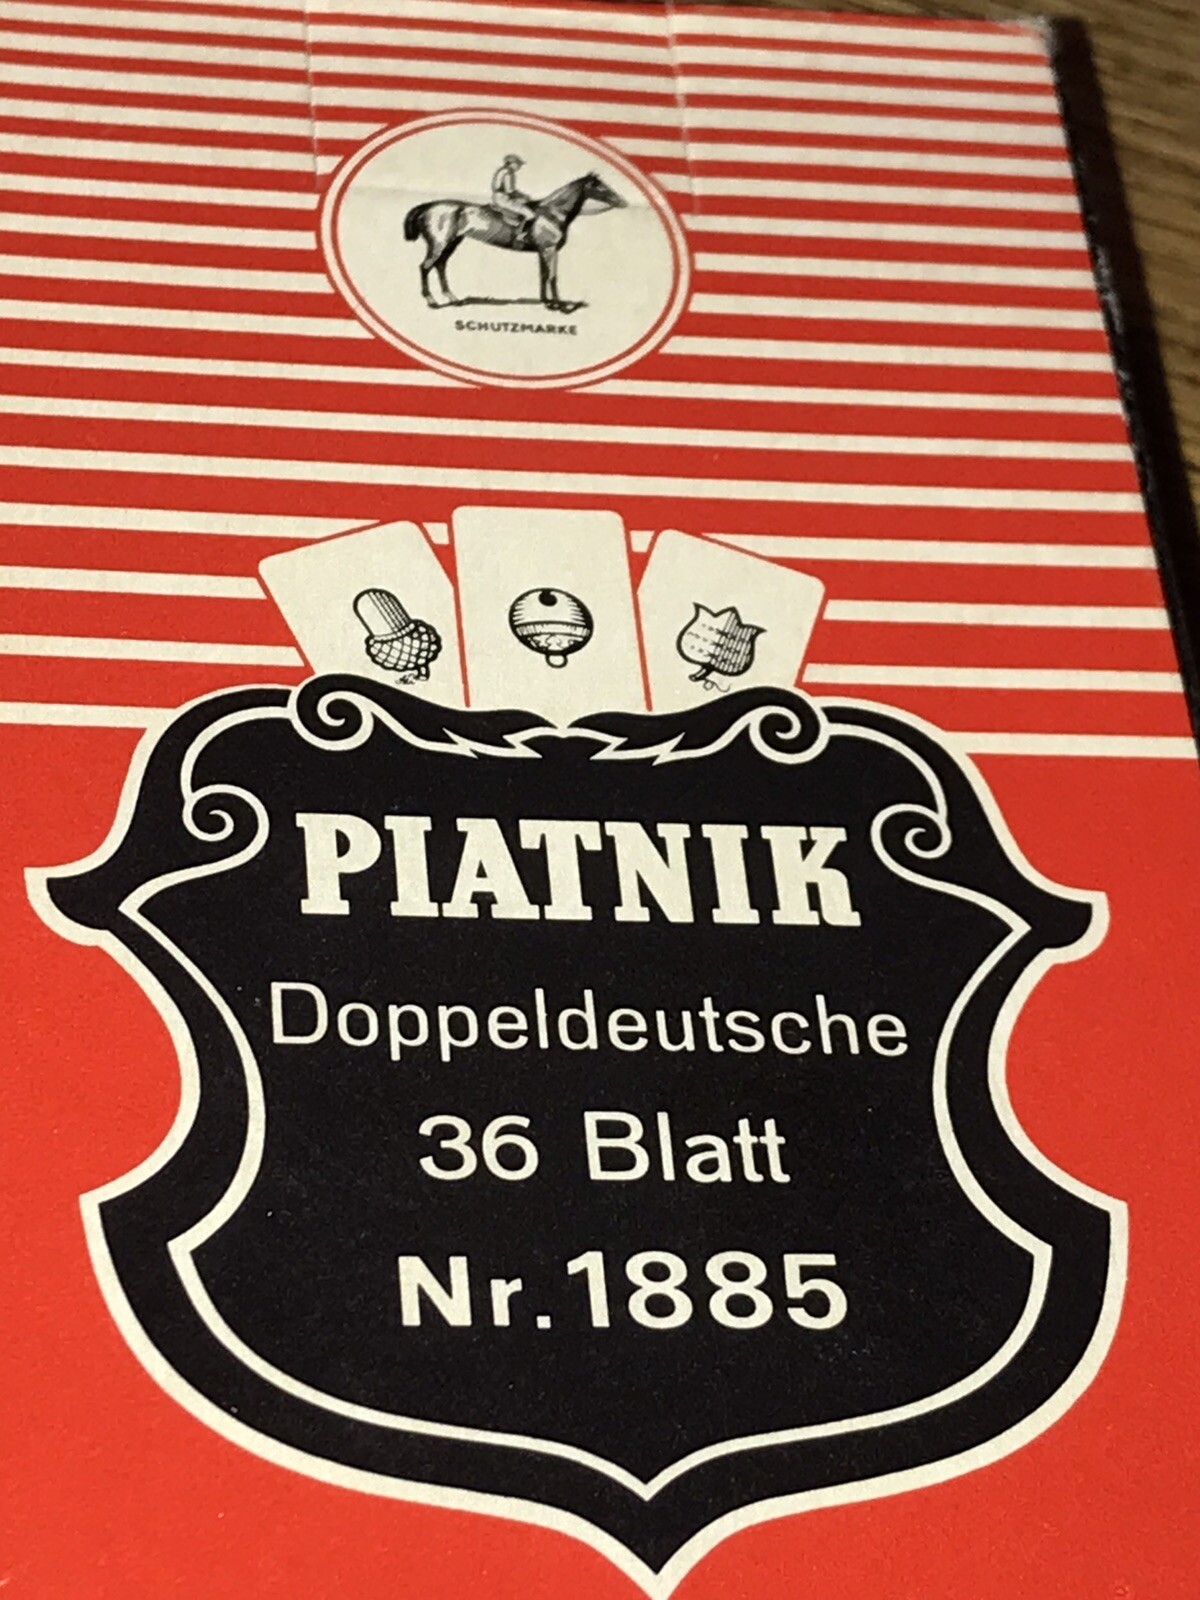 SCHUTZMARKE
PIATNIK
Doppeldeutsche
36 Blatt
Nr. 1885